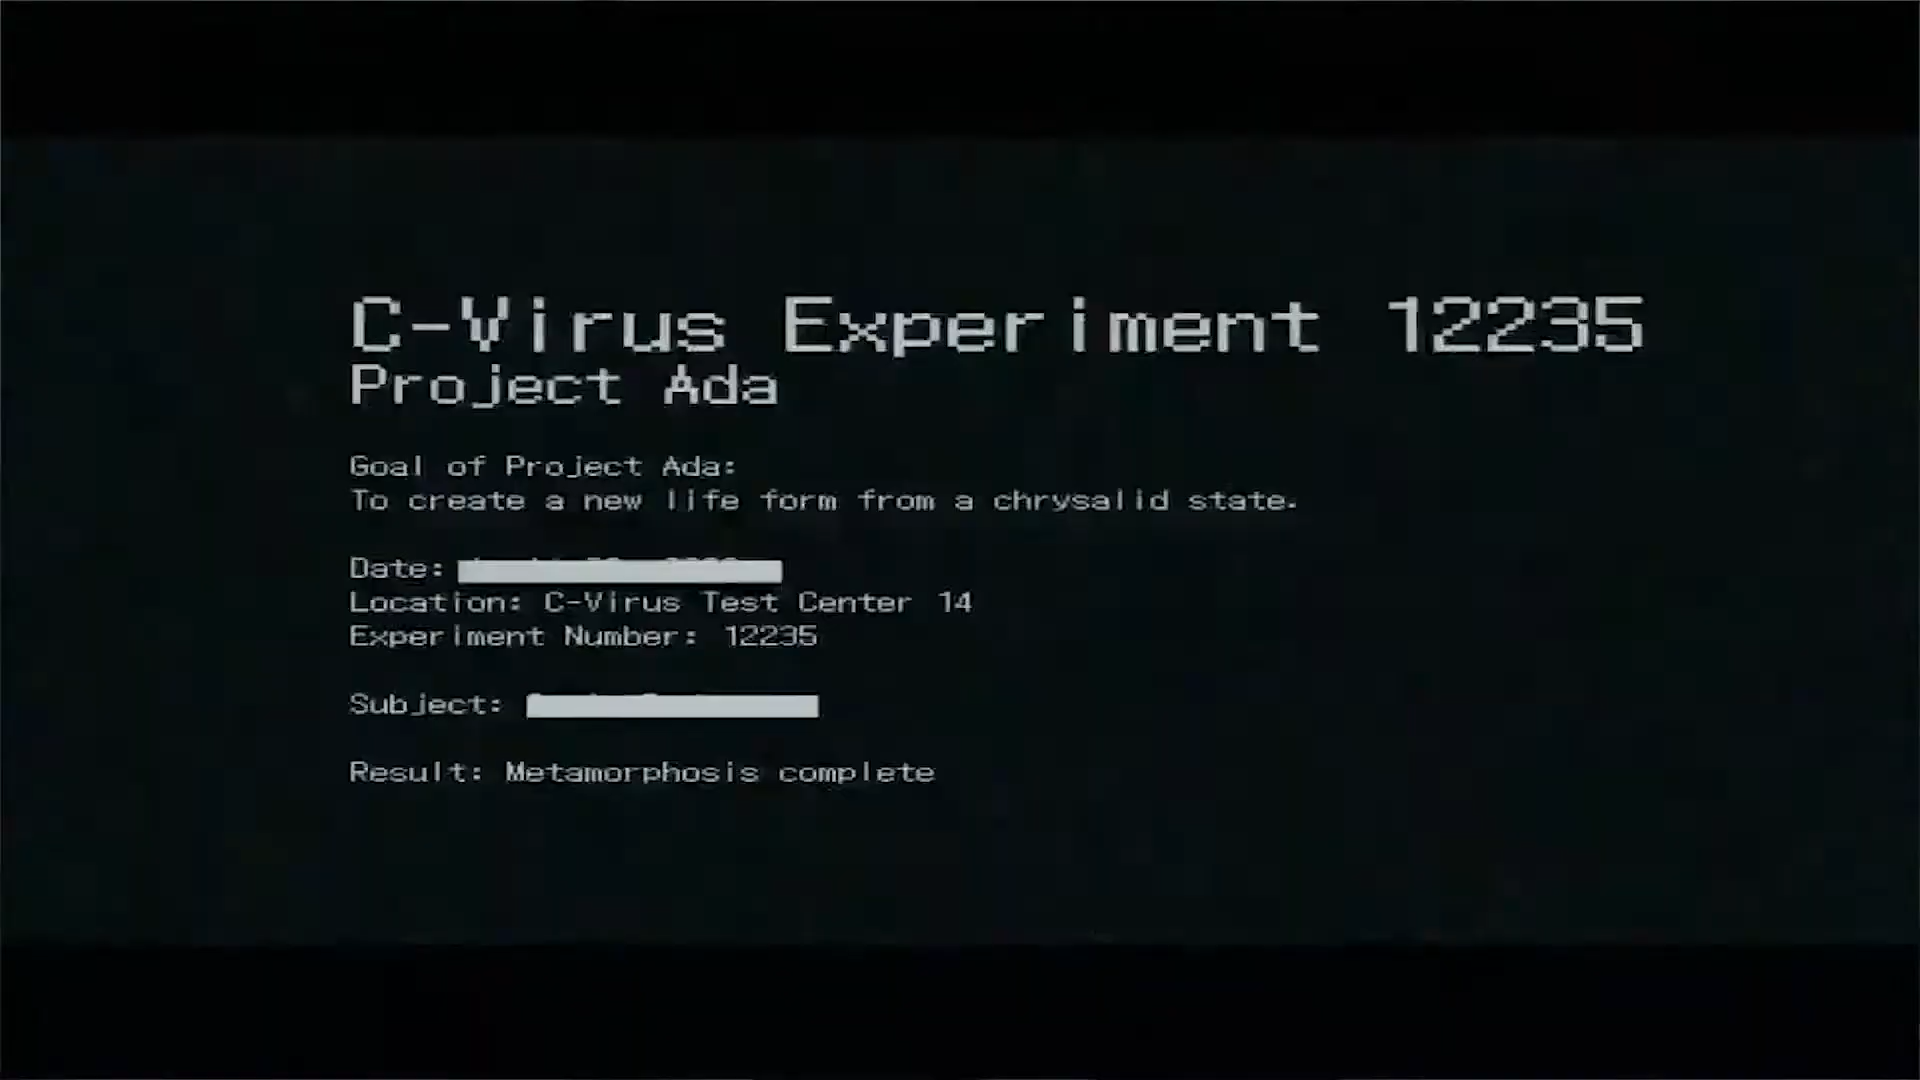 C-Virus Experiment 12235
Project Ada
Goal of Project Ada:
To create a new life form from a chrysalid state.
Date:
Location: C-Virus Test Center 14
Experiment Number: 12235
Subject:
Result: Metamorphosis complete